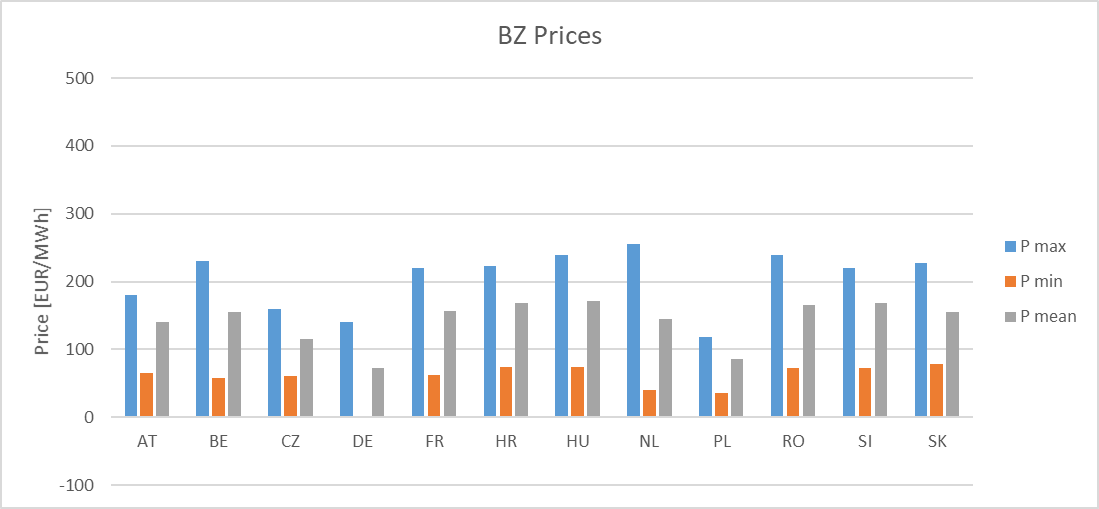 BZ Prices
500
400
300
200
100
0
-100
Price [EUR/MWh]
AT BE CZ DE FR HR HU NL PL RO SI SK
P max
P min
P mean